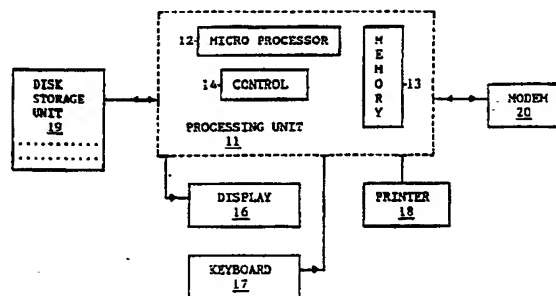 12 MICRO PROCESSOR
14 CONTROL
MEMORY
13
PROCESSING UNIT
11
DISK
STORAGE
UNIT
19
MODEM
20
DISPLAY
16
PRINTER
18
KEYBOARD
17